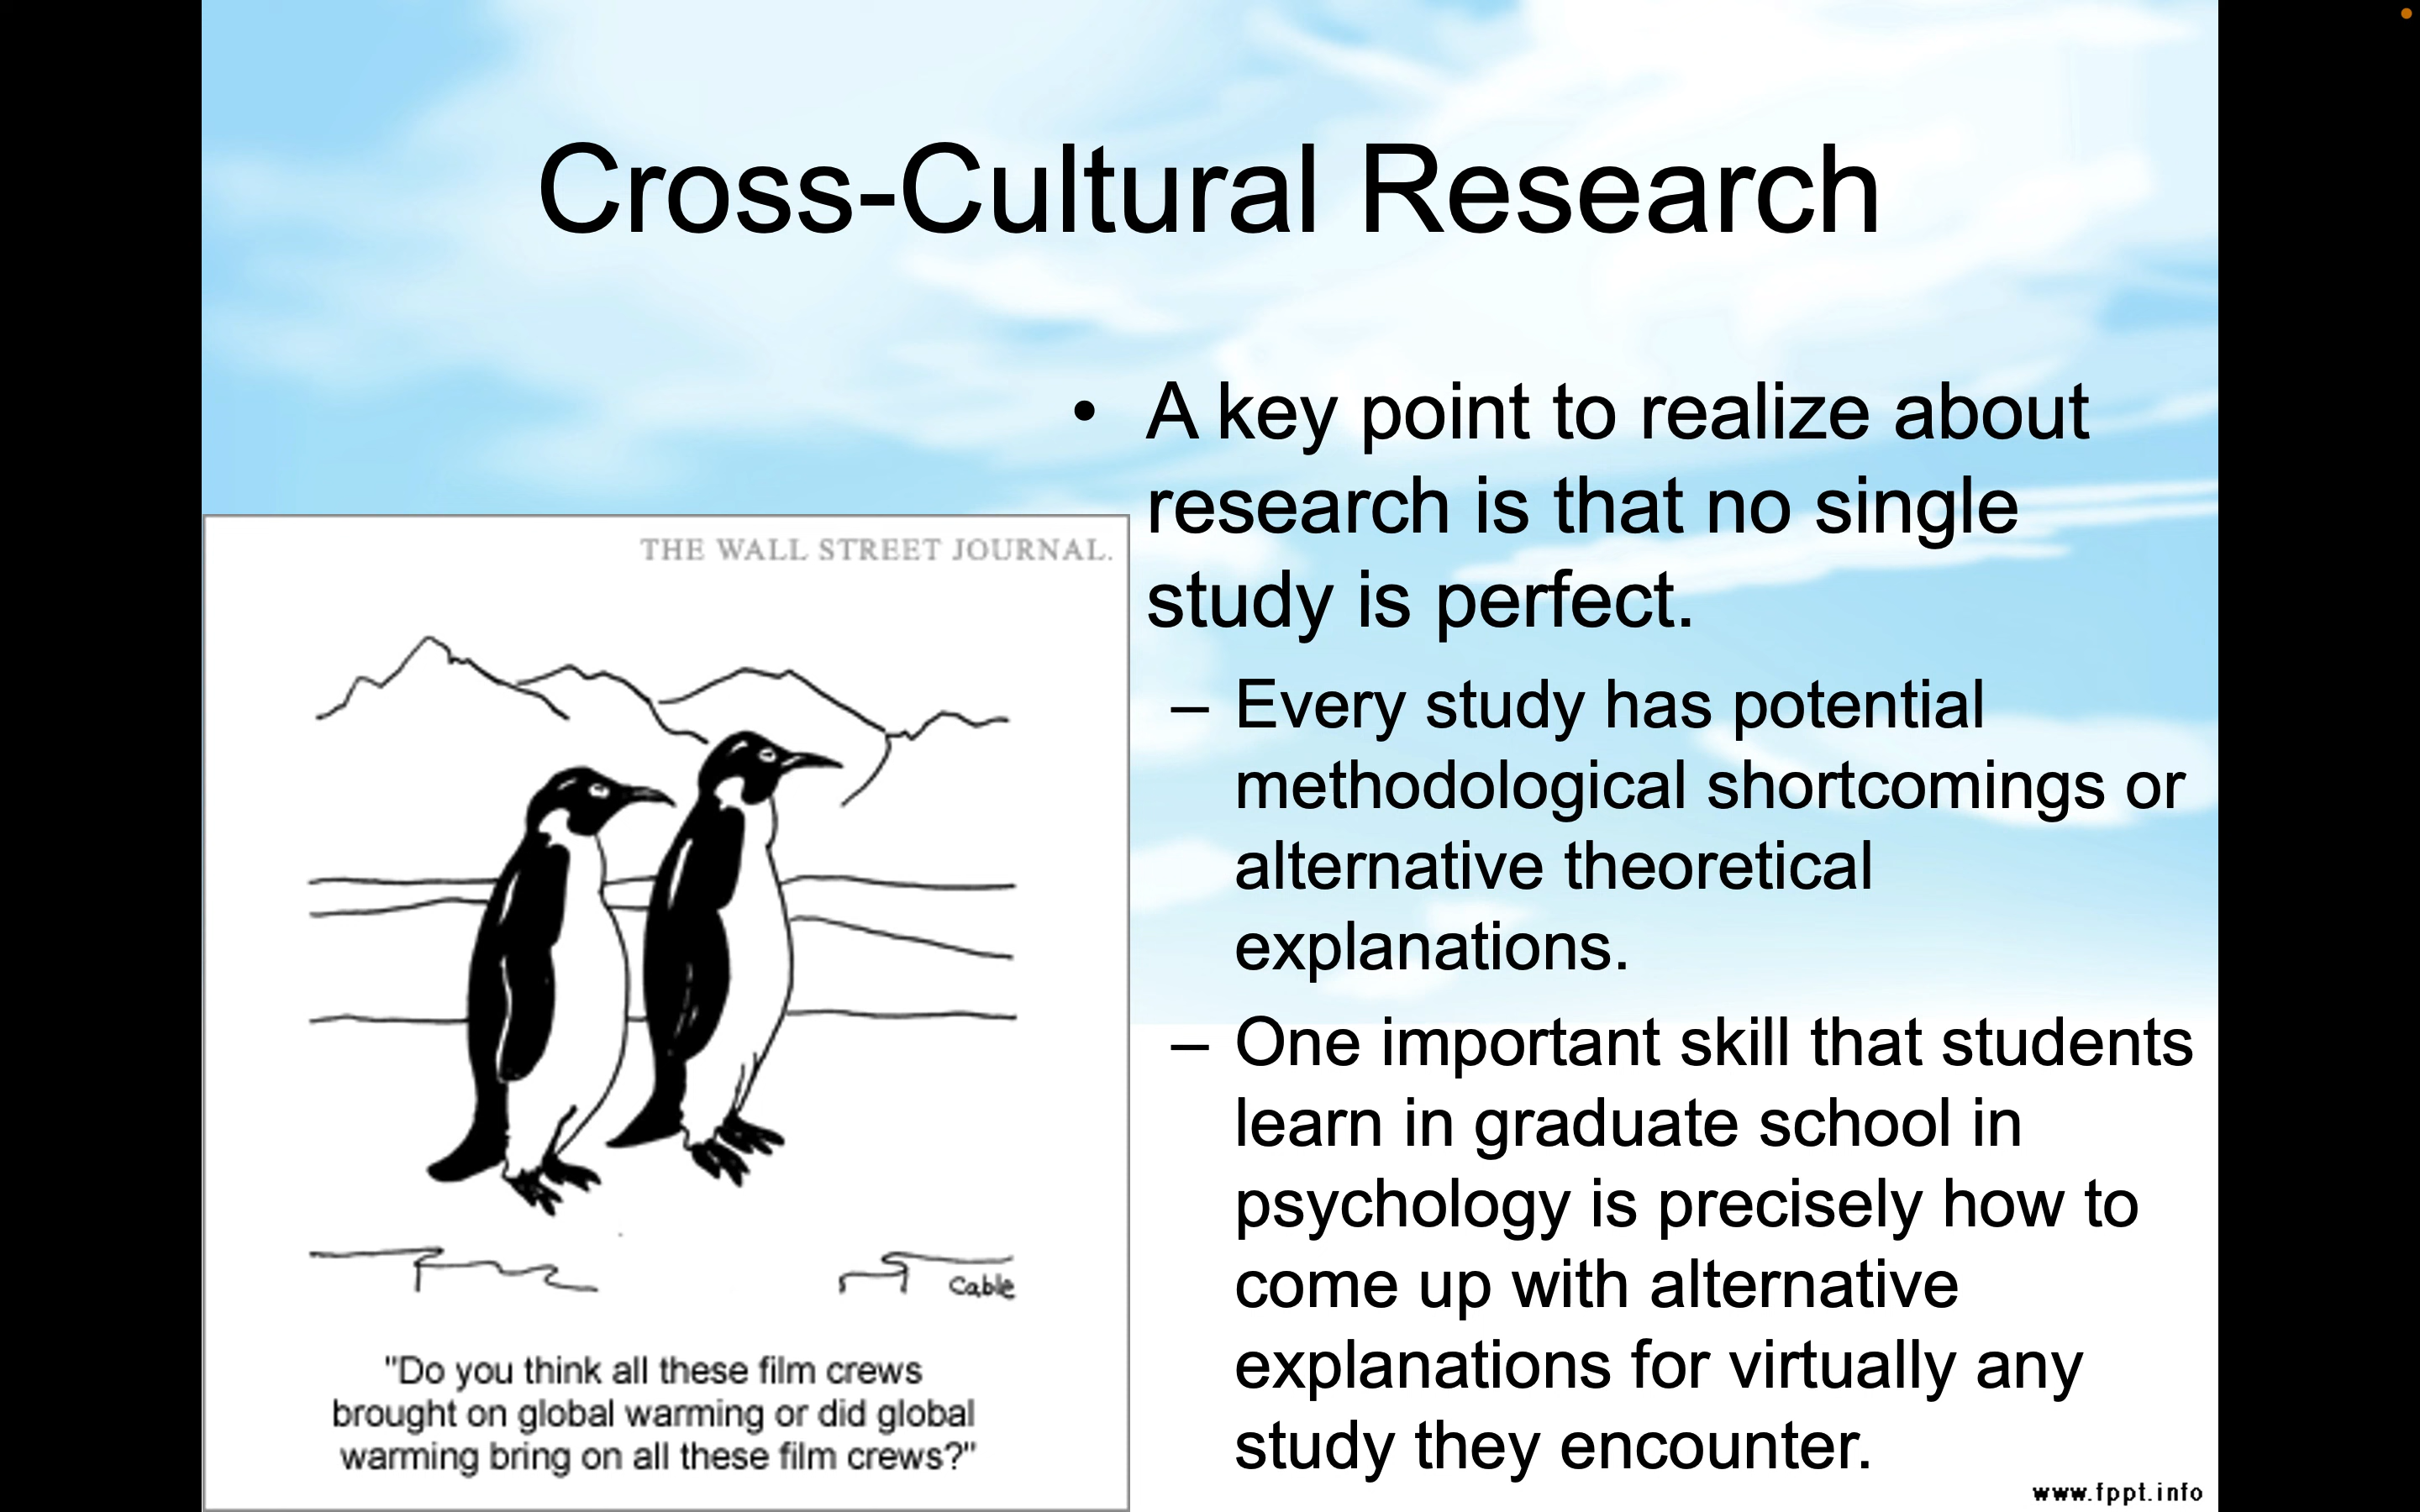 Cross-Cultural Research
• A key point to realize about
research is that no single
study is perfect.
– Every study has potential
methodological shortcomings or
alternative theoretical
explanations.
– One important skill that students
learn in graduate school in
psychology is precisely how to
come up with alternative
explanations for virtually any
study they encounter.
THE WALL STREET JOURNAL.
Cable
"Do you think all these film crews
brought on global warming or did global
warming bring on all these film crews?"
www.fppt.info